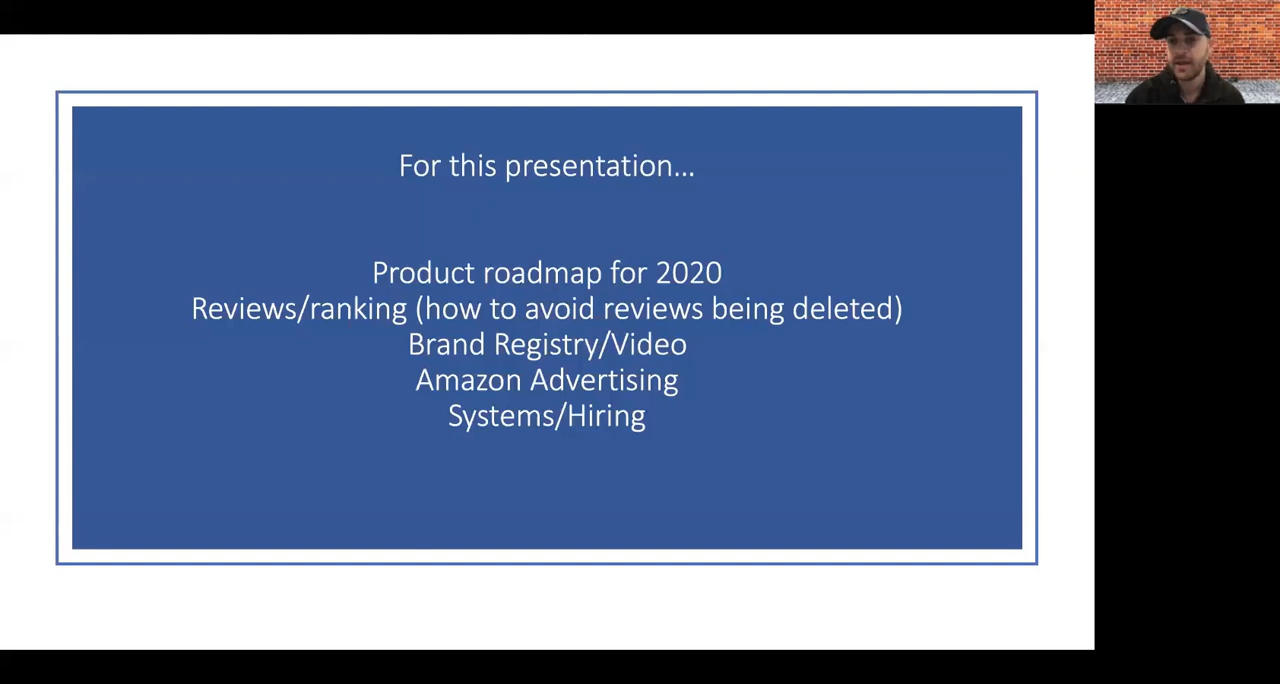 For this presentation...
Product roadmap for 2020
Reviews/ranking (how to avoid reviews being deleted)
Brand Registry/Video
Amazon Advertising
Systems/Hiring